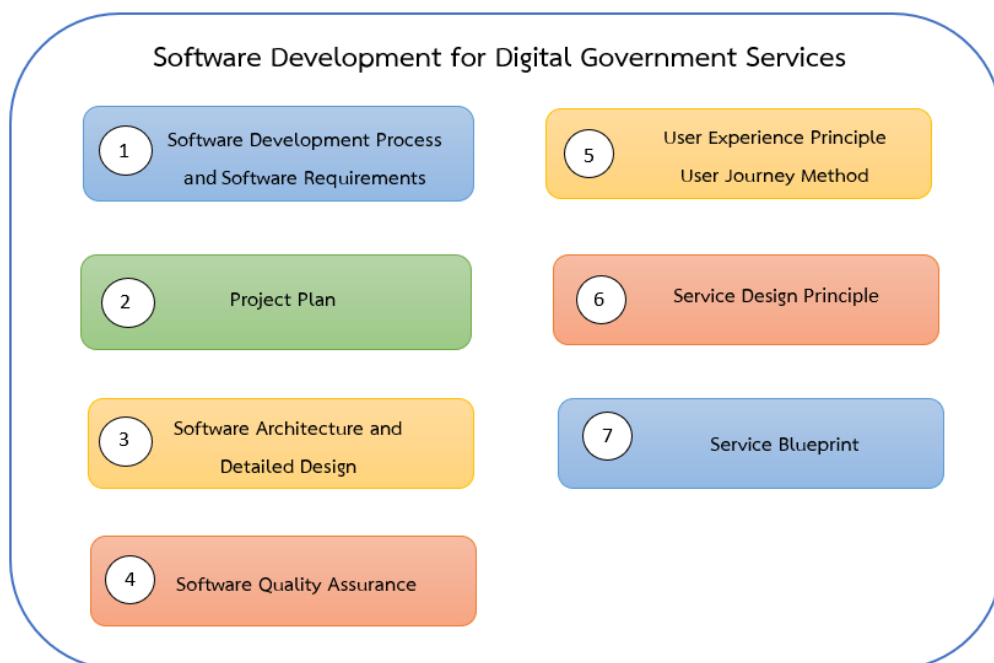 Software Development for Digital Government Services
1
Software Development Process
and Software Requirements
2
Project Plan
3
Software Architecture and
Detailed Design
4
Software Quality Assurance
5
User Experience Principle
User Journey Method
6
Service Design Principle
7
Service Blueprint